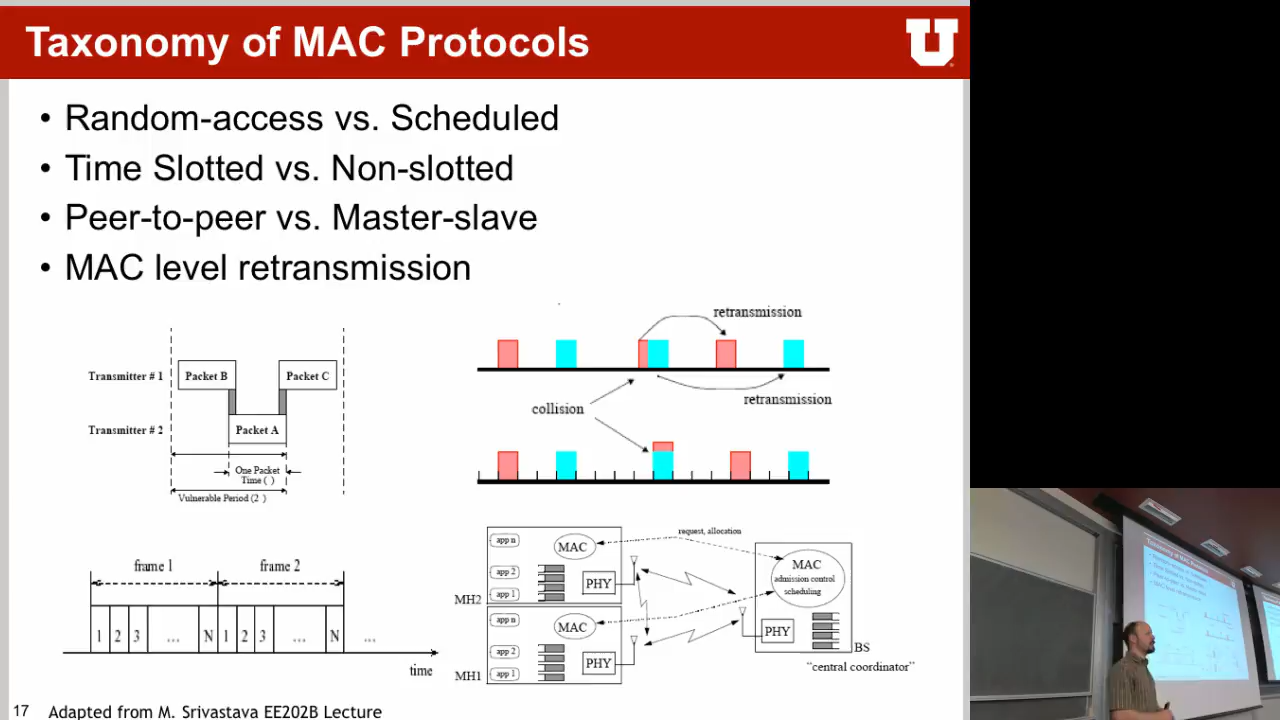 Taxonomy of MAC Protocols
U
• Random-access vs. Scheduled
• Time Slotted vs. Non-slotted
• Peer-to-peer vs. Master-slave
• MAC level retransmission
Transmitter # 1
Packet B
Packet C
Transmitter # 2
Packet A
One Packet
Time ( )
Vulnerable Period (2 )
retransmission
collision
retransmission
frame 1
frame 2
1 2 3 ... N 1 2 3 ... N ...
time
request, allocation
app n
MAC
app 2
app 1
PHY
MH2
app n
MAC
app 2
app 1
PHY
MH1
MAC
admission control
scheduling
PHY
BS
“central coordinator”
17 Adapted from M. Srivastava EE202B Lecture
Taxonomy of MAC